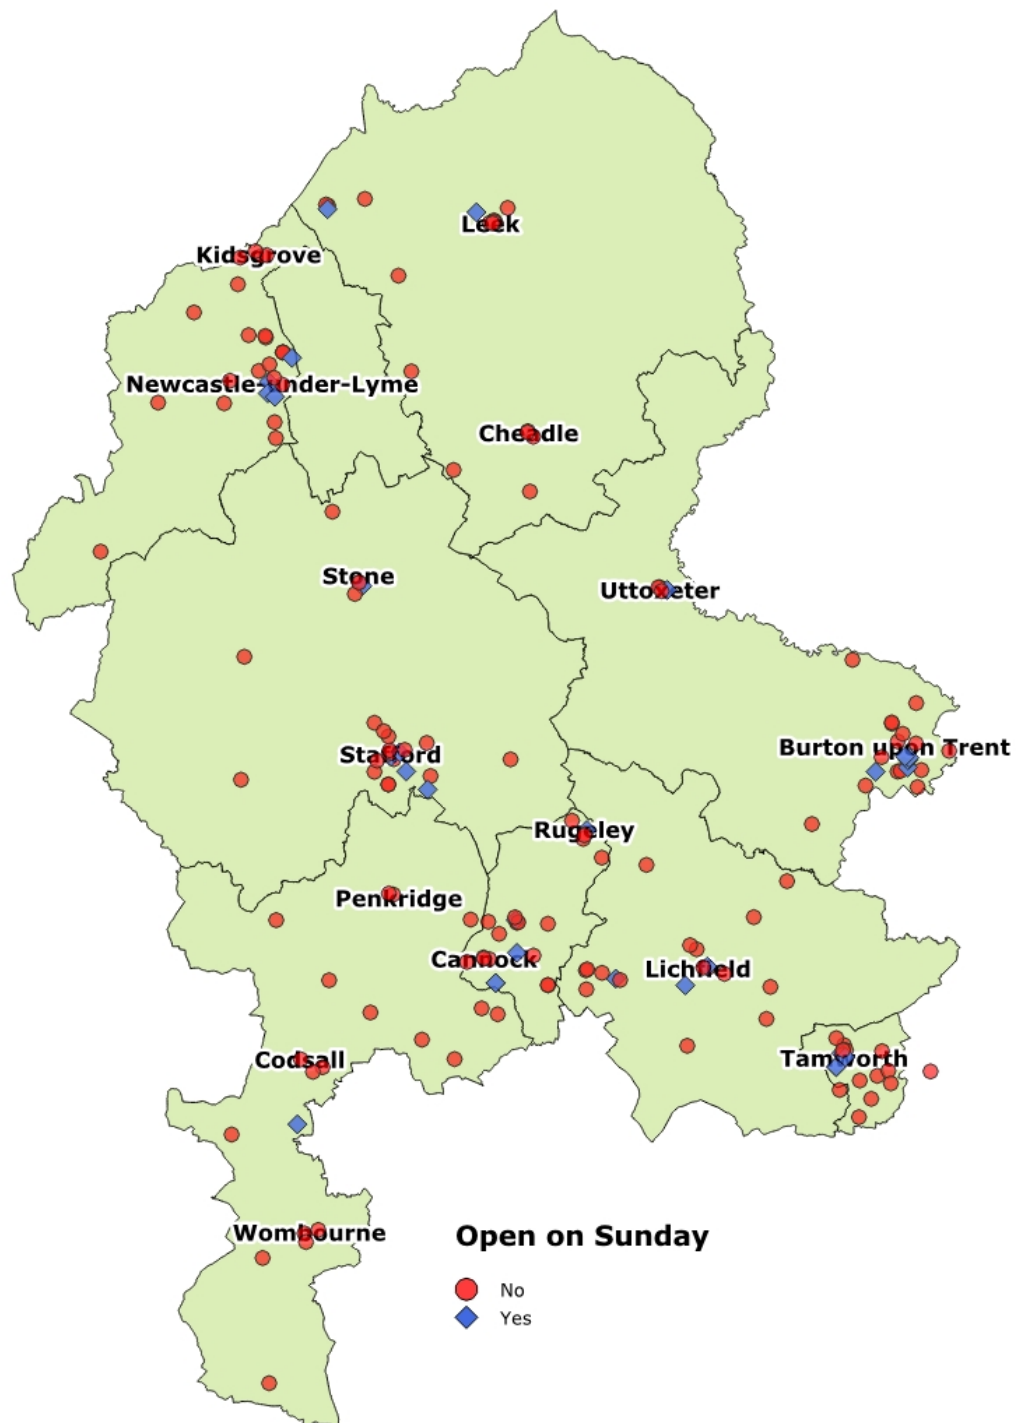 Leek
Kidsgrove
Newcastle-under-Lyme
Cheadle
Stone
Uttoxeter
Stafford
Burton upon Trent
Rugeley
Penkridge
Cannock
Lichfield
Codsall
Tamworth
Wombourne
Open on Sunday
No
Yes